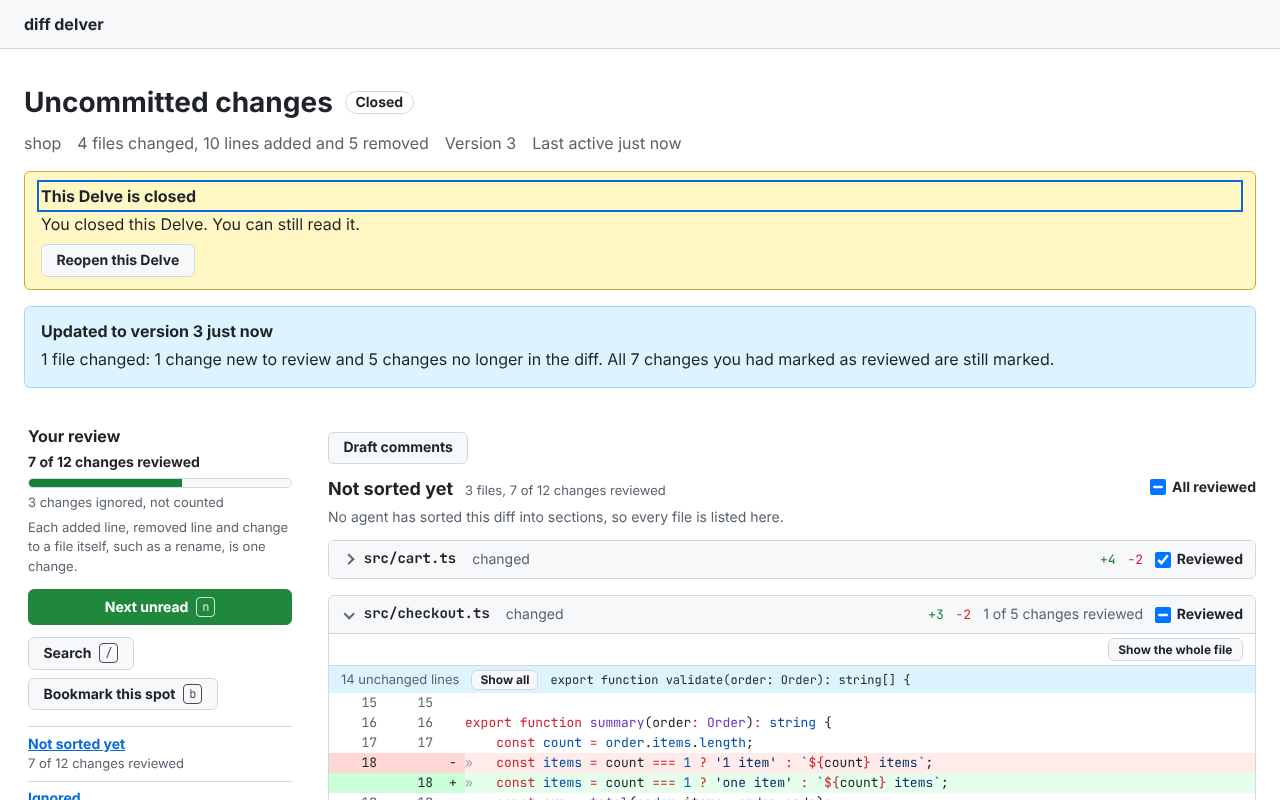 diff delver
Uncommitted changes Closed
shop 4 files changed, 10 lines added and 5 removed Version 3 Last active just now
This Delve is closed
You closed this Delve. You can still read it.
Reopen this Delve
Updated to version 3 just now
1 file changed: 1 change new to review and 5 changes no longer in the diff. All 7 changes you had marked as reviewed are still marked.
Your review
7 of 12 changes reviewed
3 changes ignored, not counted
Each added line, removed line and change
to a file itself, such as a rename, is one
change.
Next unread n
Search /
Bookmark this spot b
Not sorted yet
7 of 12 changes reviewed
Ignored
Draft comments
Not sorted yet 3 files, 7 of 12 changes reviewed All reviewed
No agent has sorted this diff into sections, so every file is listed here.
src/cart.ts changed +4 -2 Reviewed
src/checkout.ts changed +3 -2 1 of 5 changes reviewed Reviewed
Show the whole file
14 unchanged lines Show all export function validate(order: Order): string[] {
15 15
16 16 export function summary(order: Order): string {
17 17 const count = order.items.length;
18 - » const items = count === 1 ? '1 item' : `${count} items`;
18 + » const items = count === 1 ? 'one item' : `${count} items`;